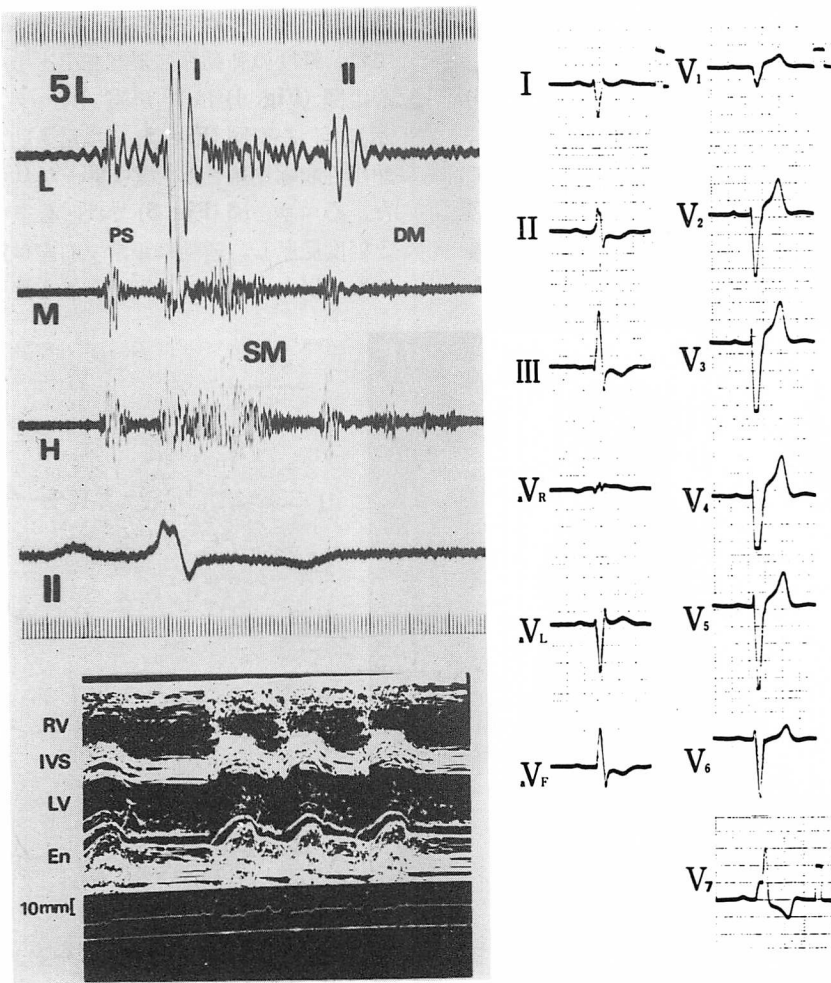 5L
I
II
L
PS
DM
M
SM
H
II
RV
IVS
LV
En
10mm[
I
II
III
.VR
.VL
.VF
V1
V2
V3
V4
V5
V6
V7